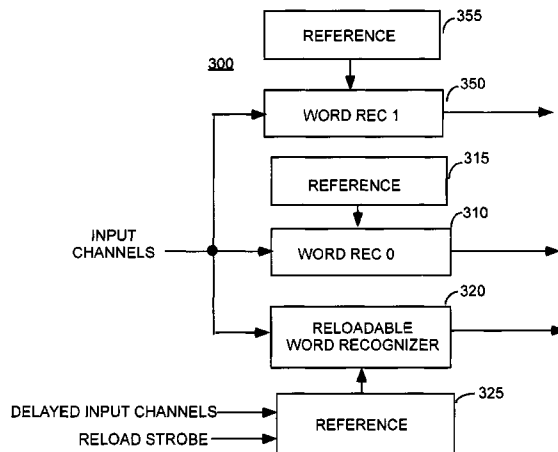 355
REFERENCE
300
350
WORD REC 1
315
REFERENCE
310
INPUT
CHANNELS
WORD REC 0
320
RELOADABLE
WORD RECOGNIZER
325
DELAYED INPUT CHANNELS
REFERENCE
RELOAD STROBE